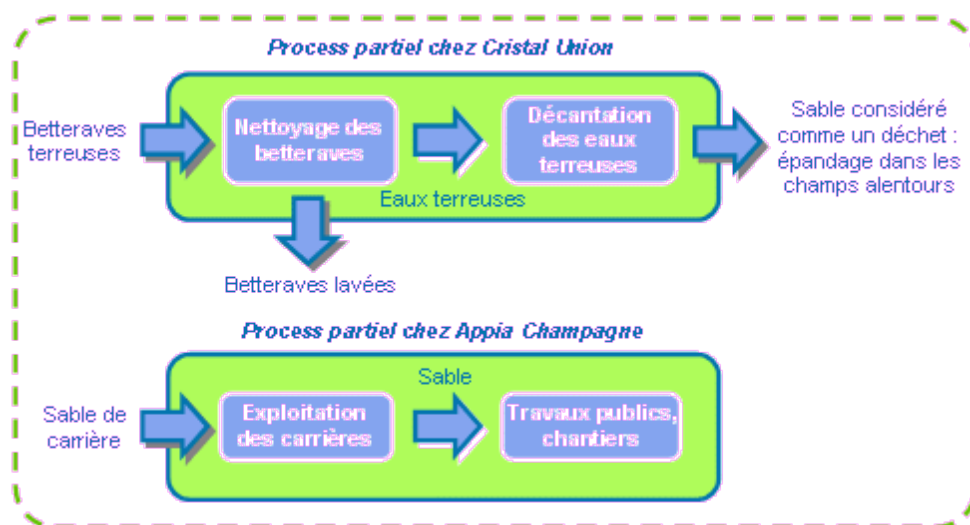 Process partiel chez Cristal Union
Betteraves
terreuses
Nettoyage des
betteraves
Décantation
des eaux
terreuses
Sable considéré
comme un déchet :
épandage dans les
champs alentours
Eaux terreuses
Betteraves lavées
Process partiel chez Appia Champagne
Sable
Sable de
carrière
Exploitation
des carrières
Travaux publics,
chantiers